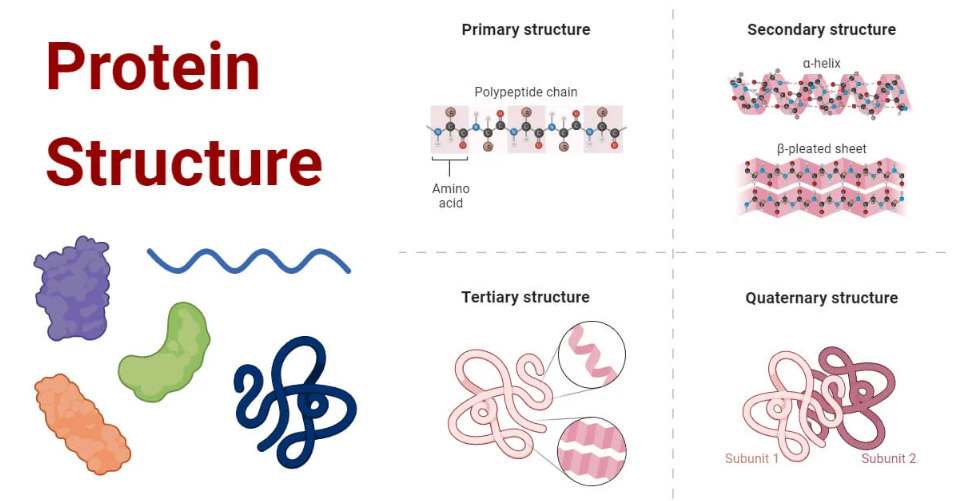 Protein
Structure
Primary structure
Polypeptide chain
Amino
acid
Secondary structure
α-helix
β-pleated sheet
Tertiary structure
Quaternary structure
Subunit 1
Subunit 2